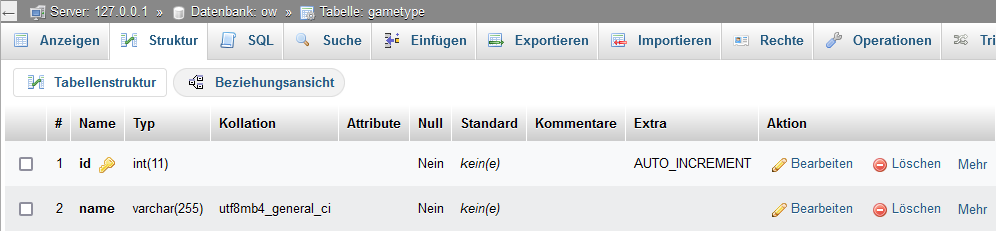 Server: 127.0.0.1 » Datenbank: ow » Tabelle: gametype
Anzeigen Struktur SQL Suche Einfügen Exportieren Importieren Rechte Operationen Tri
Tabellenstruktur Beziehungsansicht
# Name Typ Kollation Attribute Null Standard Kommentare Extra Aktion
1 id int(11) Nein kein(e) AUTO_INCREMENT Bearbeiten Löschen Mehr
2 name varchar(255) utf8mb4_general_ci Nein kein(e) Bearbeiten Löschen Mehr